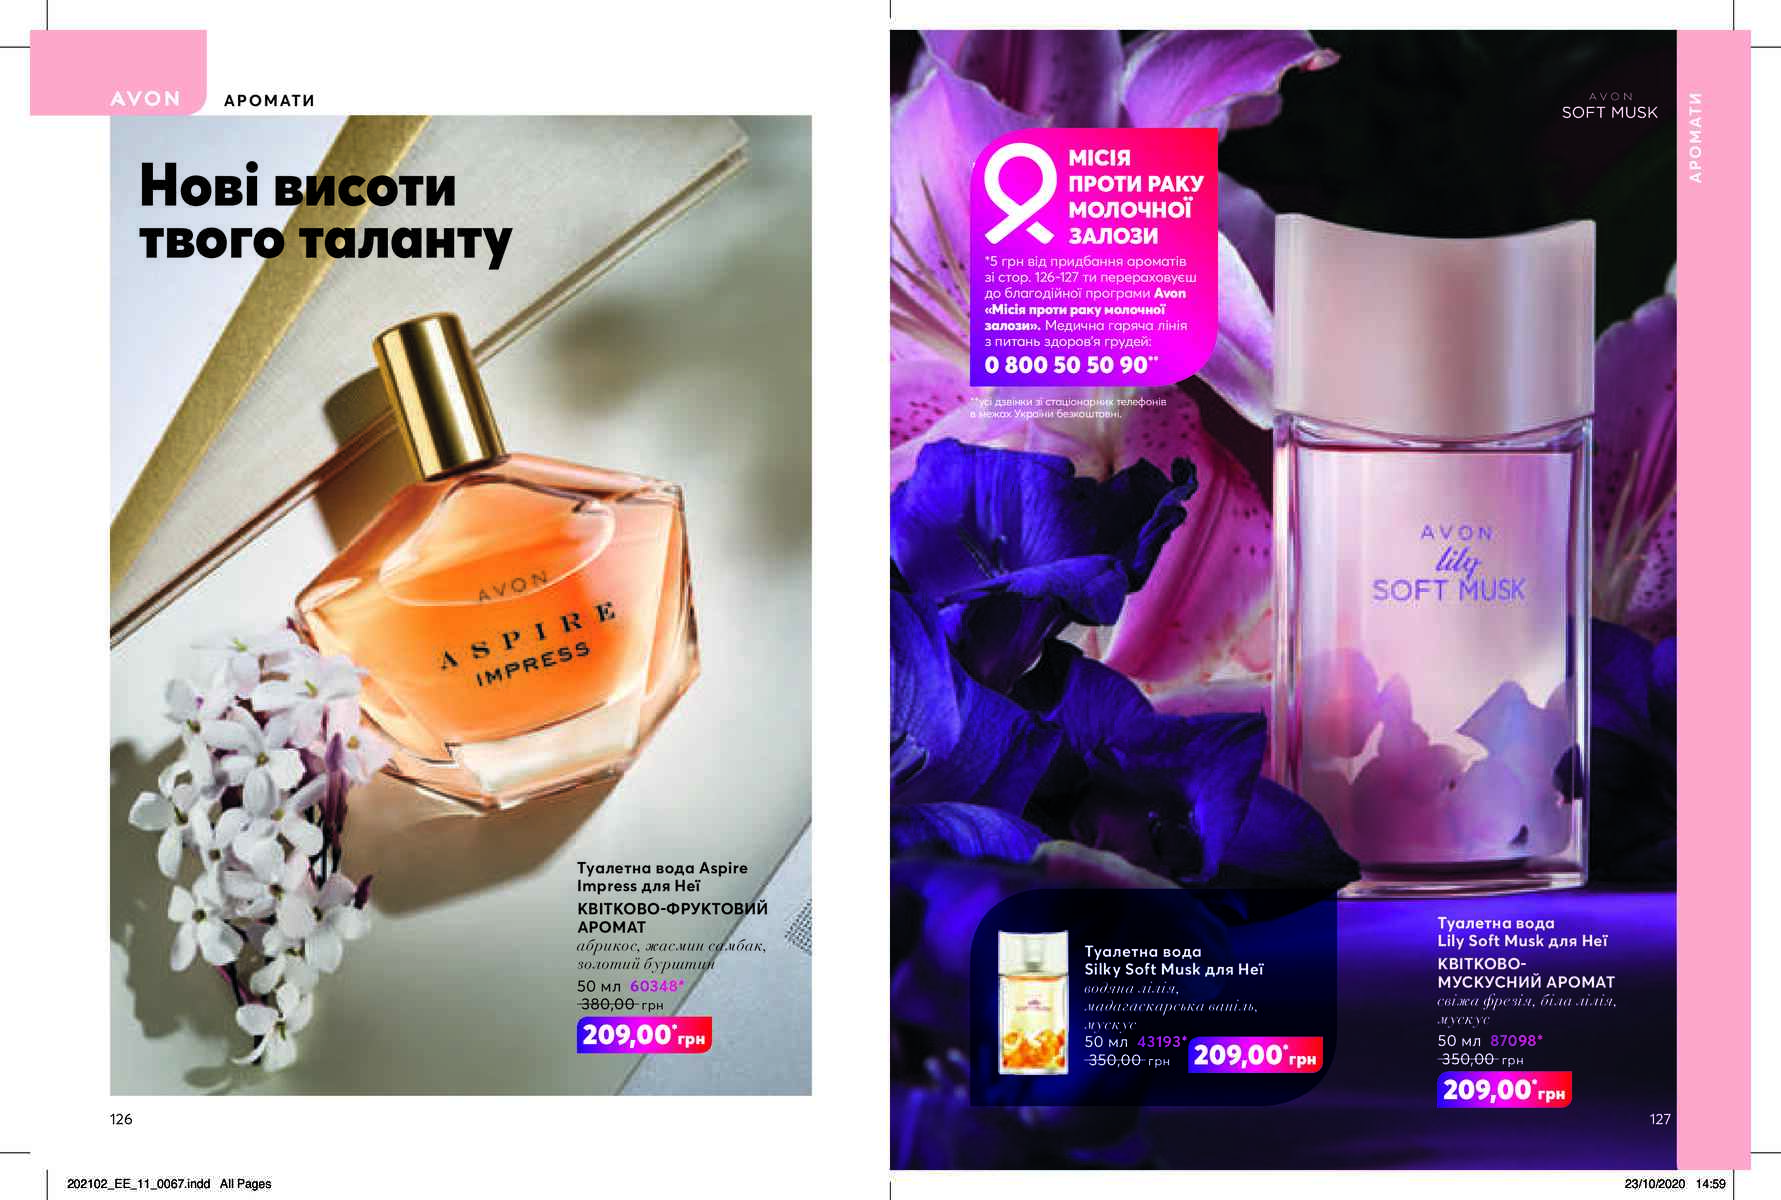 AVON
АРОМАТИ
Нові висоти
твого таланту
AVON
ASPIRE
IMPRESS
Туалетна вода Aspire
Impress для Неї
КВІТКОВО-ФРУКТОВИЙ
АРОМАТ
абрикос, жасмин самбак,
золотий бурштин
50 мл 60348*
380,00 грн
209,00* грн
126
AVON
SOFT MUSK
АРОМАТИ
МІСІЯ
ПРОТИ РАКУ
МОЛОЧНОЇ
ЗАЛОЗИ
*5 грн від придбання ароматів
зі стор. 126-127 ти перераховуєш
до благодійної програми Avon
«Місія проти раку молочної
залози». Медична гаряча лінія
з питань здоров'я грудей:
0 800 50 50 90**
**усі дзвінки зі стаціонарних телефонів
в межах України безкоштовні.
AVON
lily
SOFT MUSK
Туалетна вода
Silky Soft Musk для Неї
водяна лілія,
мадагаскарська ваніль,
мускус
50 мл 43193*
350,00 грн
209,00* грн
Туалетна вода
Lily Soft Musk для Неї
КВІТКОВО-
МУСКУСНИЙ АРОМАТ
свіжа фрезія, біла лілія,
мускус
50 мл 87098*
350,00 грн
209,00* грн
127
202102_EE_11_0067.indd All Pages
23/10/2020 14:59